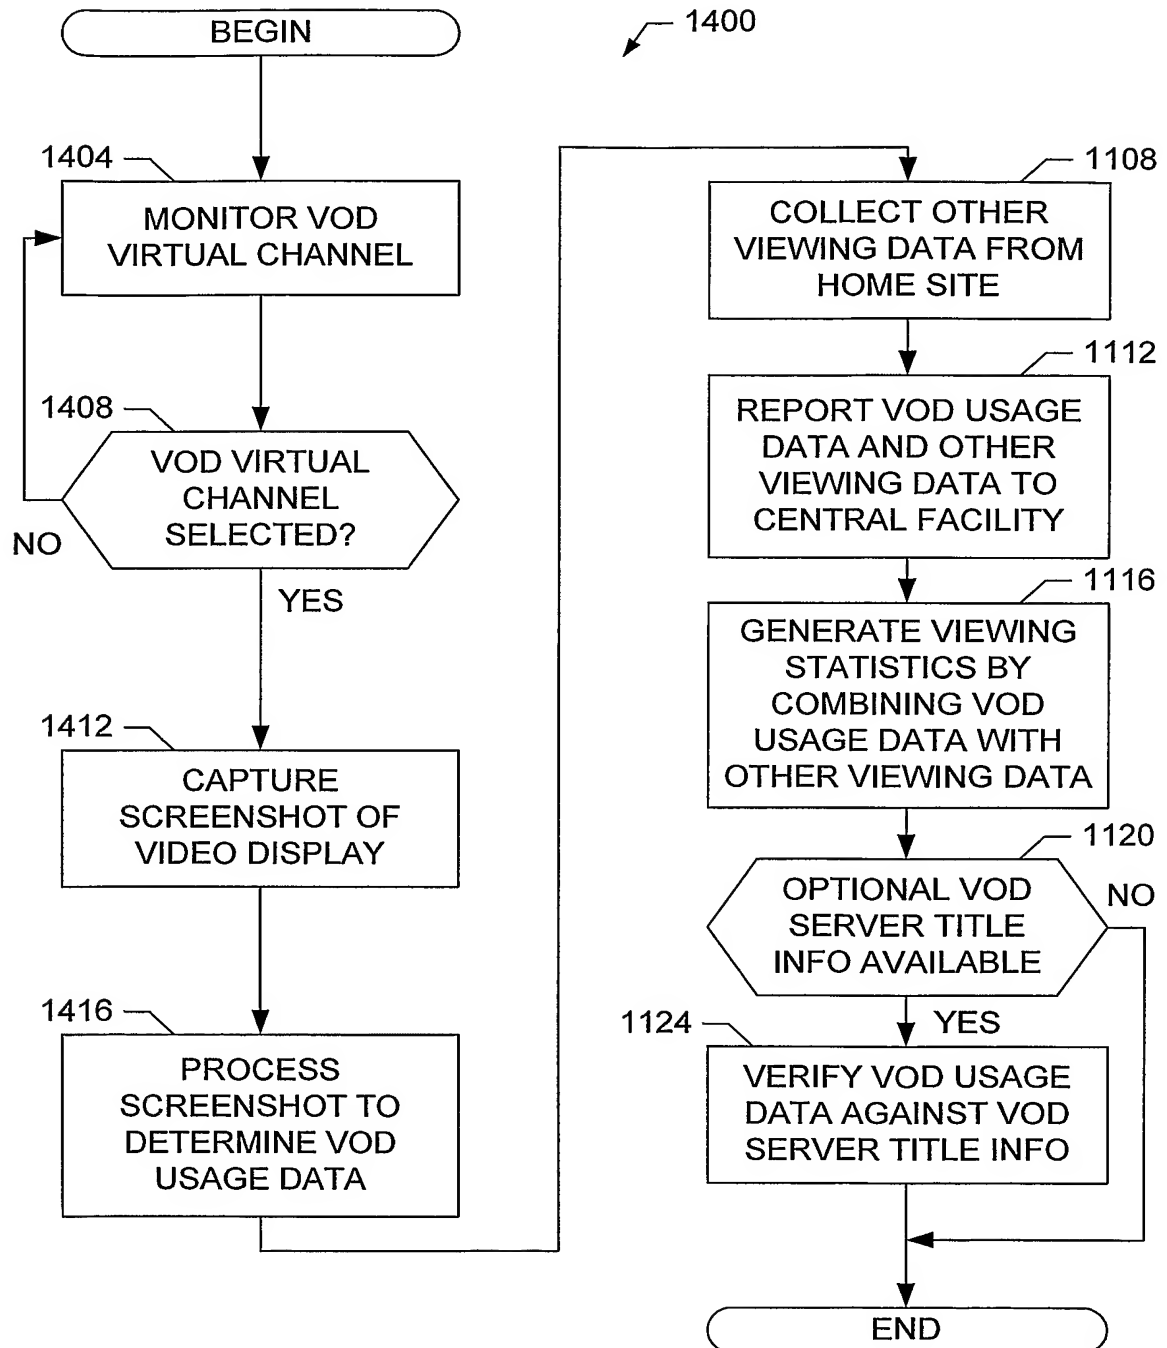 BEGIN
1400
1404
MONITOR VOD
VIRTUAL CHANNEL
1408
VOD VIRTUAL
CHANNEL
SELECTED?
NO
YES
1412
CAPTURE
SCREENSHOT OF
VIDEO DISPLAY
1416
PROCESS
SCREENSHOT TO
DETERMINE VOD
USAGE DATA
1108
COLLECT OTHER
VIEWING DATA FROM
HOME SITE
1112
REPORT VOD USAGE
DATA AND OTHER
VIEWING DATA TO
CENTRAL FACILITY
1116
GENERATE VIEWING
STATISTICS BY
COMBINING VOD
USAGE DATA WITH
OTHER VIEWING DATA
1120
OPTIONAL VOD
SERVER TITLE
INFO AVAILABLE
NO
YES
1124
VERIFY VOD USAGE
DATA AGAINST VOD
SERVER TITLE INFO
END